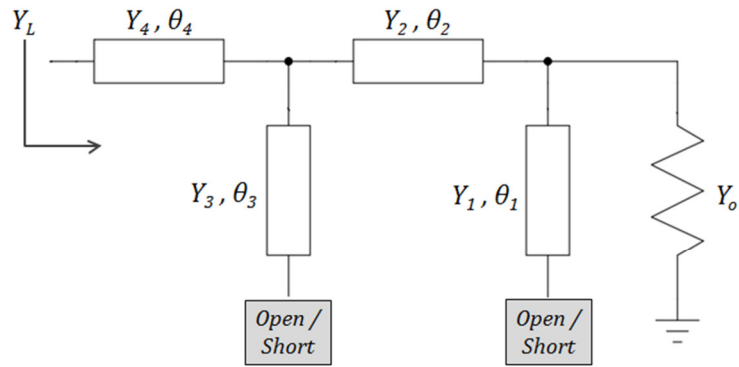 Y_L
Y_4 , θ_4
Y_2 , θ_2
Y_3 , θ_3
Y_1 , θ_1
Y_o
Open /
Short
Open /
Short